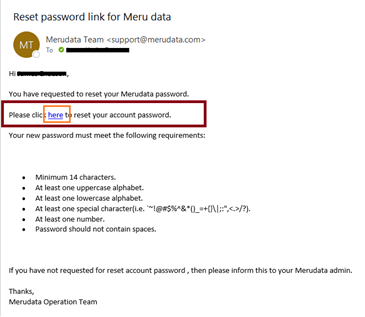 Reset password link for Meru data
MT
Merudata Team <support@merudata.com>
To
Hi
You have requested to reset your Merudata password.
Please click here to reset your account password.
Your new password must meet the following requirements:
• Minimum 14 characters.
• At least one uppercase alphabet.
• At least one lowercase alphabet.
• At least one special character(i.e. `~!@#$%^&*()_=+{}\|;:",<.>/?).
• At least one number.
• Password should not contain spaces.
If you have not requested for reset account password , then please inform this to your Merudata admin.
Thanks,
Merudata Operation Team